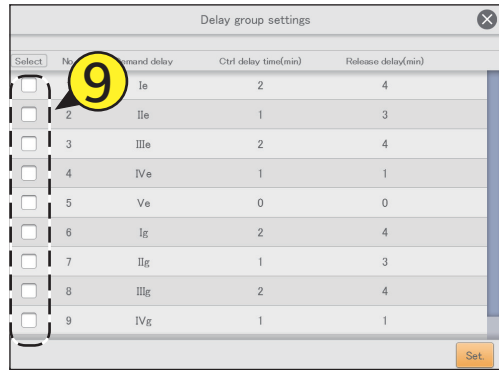 Delay group settings
Select No. emand delay Ctrl delay time(min) Release delay(min)
9
Ie 2 4
2 IIe 1 3
3 IIIe 2 4
4 IVe 1 1
5 Ve 0 0
6 Ig 2 4
7 IIg 1 3
8 IIIg 2 4
9 IVg 1 1
Set.